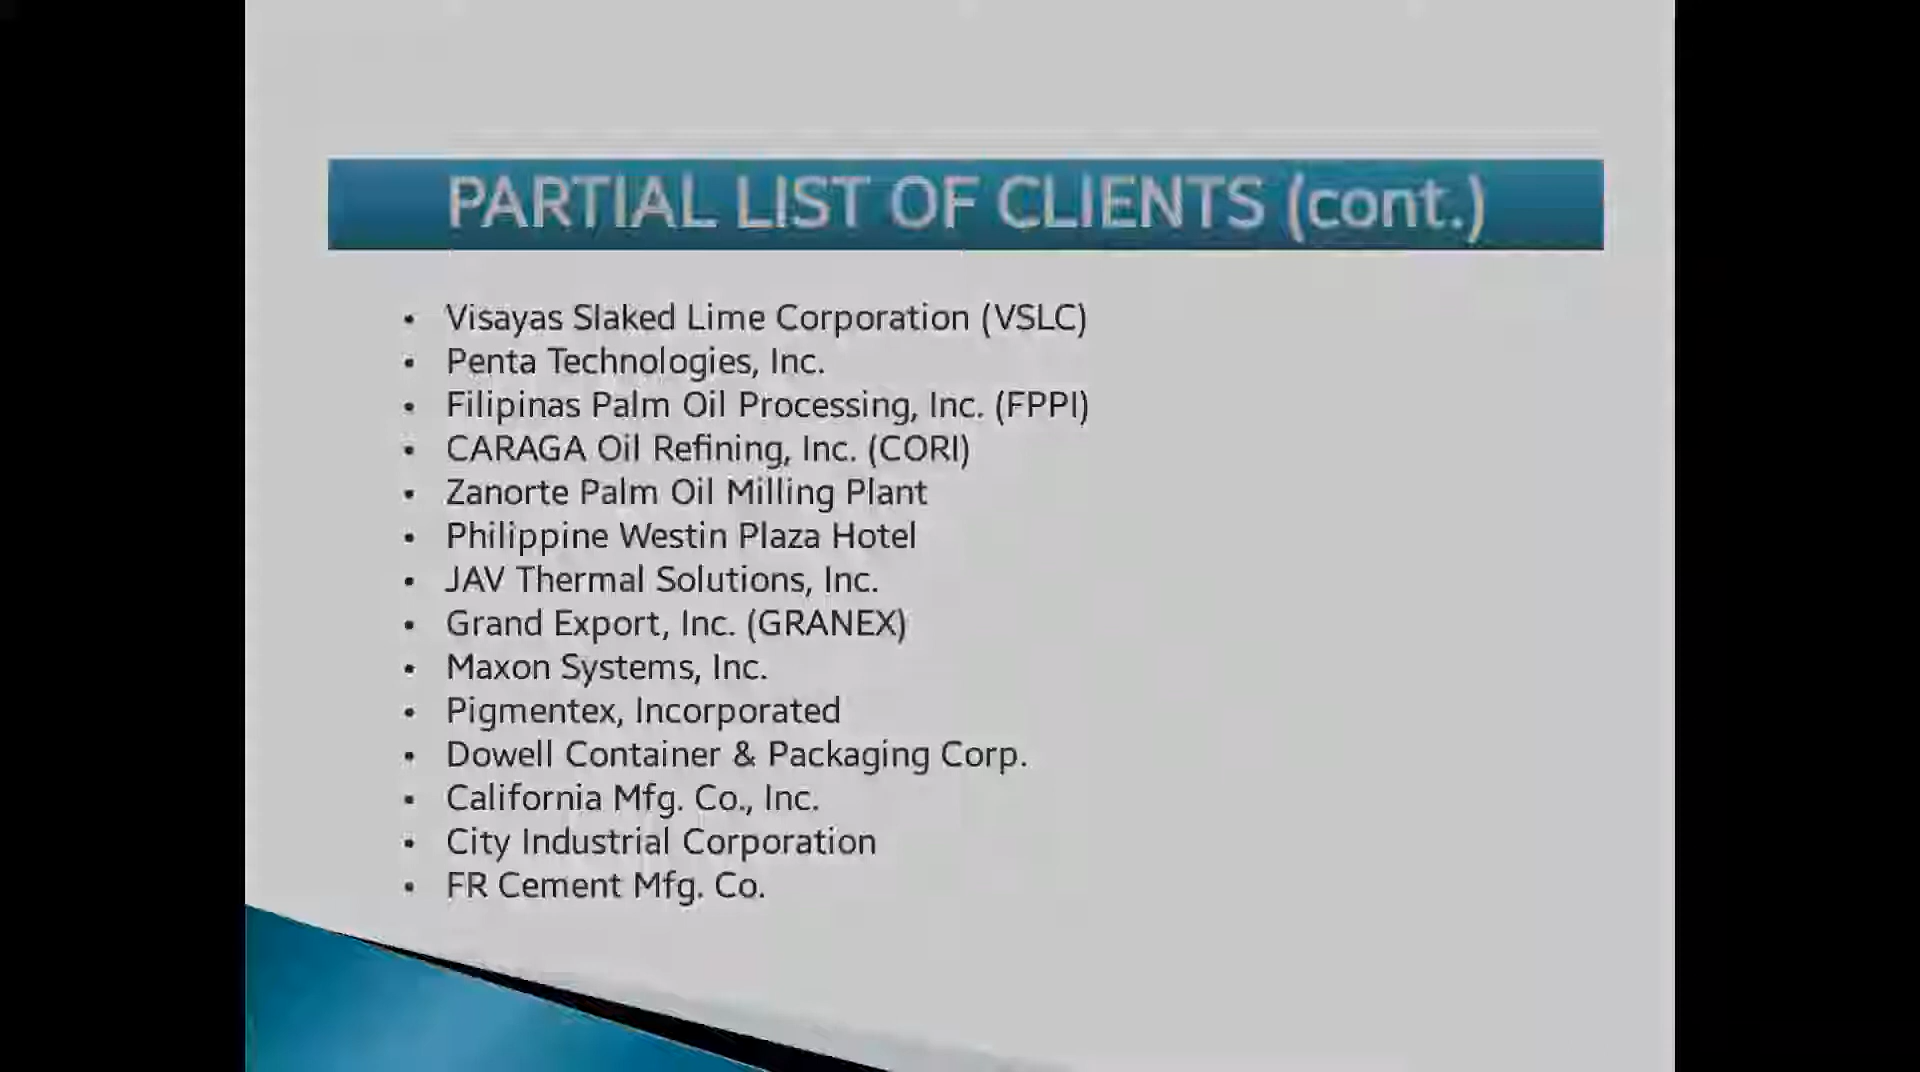 PARTIAL LIST OF CLIENTS (cont.)
• Visayas Slaked Lime Corporation (VSLC)
• Penta Technologies, Inc.
• Filipinas Palm Oil Processing, Inc. (FPPI)
• CARAGA Oil Refining, Inc. (CORI)
• Zanorte Palm Oil Milling Plant
• Philippine Westin Plaza Hotel
• JAV Thermal Solutions, Inc.
• Grand Export, Inc. (GRANEX)
• Maxon Systems, Inc.
• Pigmentex, Incorporated
• Dowell Container & Packaging Corp.
• California Mfg. Co., Inc.
• City Industrial Corporation
• FR Cement Mfg. Co.